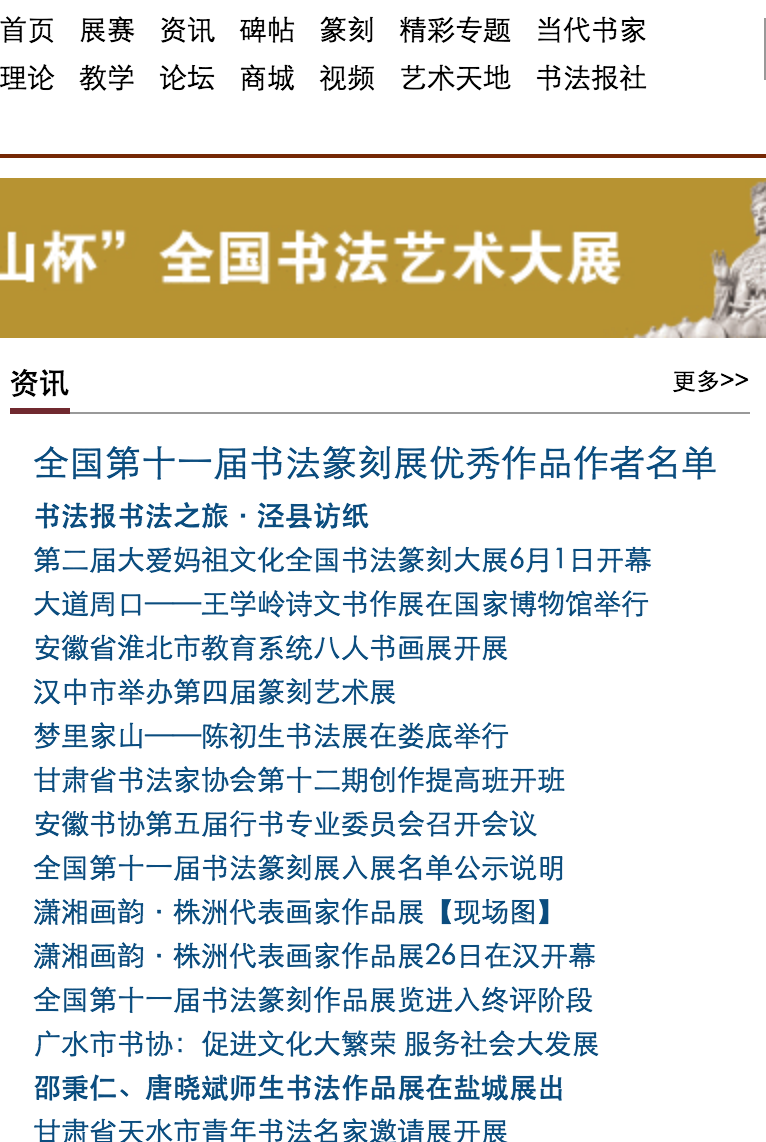 首页 展赛 资讯 碑帖 篆刻 精彩专题 当代书家
理论 教学 论坛 商城 视频 艺术天地 书法报社
山杯”全国书法艺术大展
资讯 更多>>
全国第十一届书法篆刻展优秀作品作者名单
书法报书法之旅·泾县访纸
第二届大爱妈祖文化全国书法篆刻大展6月1日开幕
大道周口——王学岭诗文书作展在国家博物馆举行
安徽省淮北市教育系统八人书画展开展
汉中市举办第四届篆刻艺术展
梦里家山——陈初生书法展在娄底举行
甘肃省书法家协会第十二期创作提高班开班
安徽书协第五届行书专业委员会召开会议
全国第十一届书法篆刻展入展名单公示说明
潇湘画韵·株洲代表画家作品展【现场图】
潇湘画韵·株洲代表画家作品展26日在汉开幕
全国第十一届书法篆刻作品展览进入终评阶段
广水市书协：促进文化大繁荣 服务社会大发展
邵秉仁、唐晓斌师生书法作品展在盐城展出
甘肃省天水市青年书法名家邀请展开展